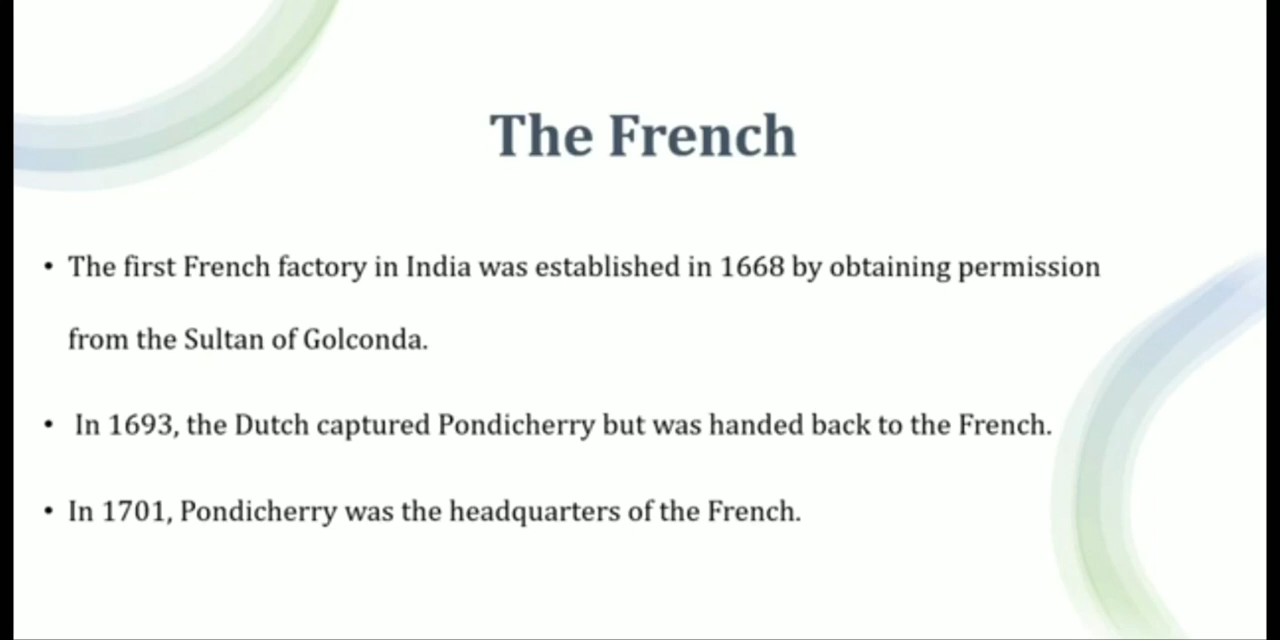 The French
• The first French factory in India was established in 1668 by obtaining permission
from the Sultan of Golconda.
• In 1693, the Dutch captured Pondicherry but was handed back to the French.
• In 1701, Pondicherry was the headquarters of the French.